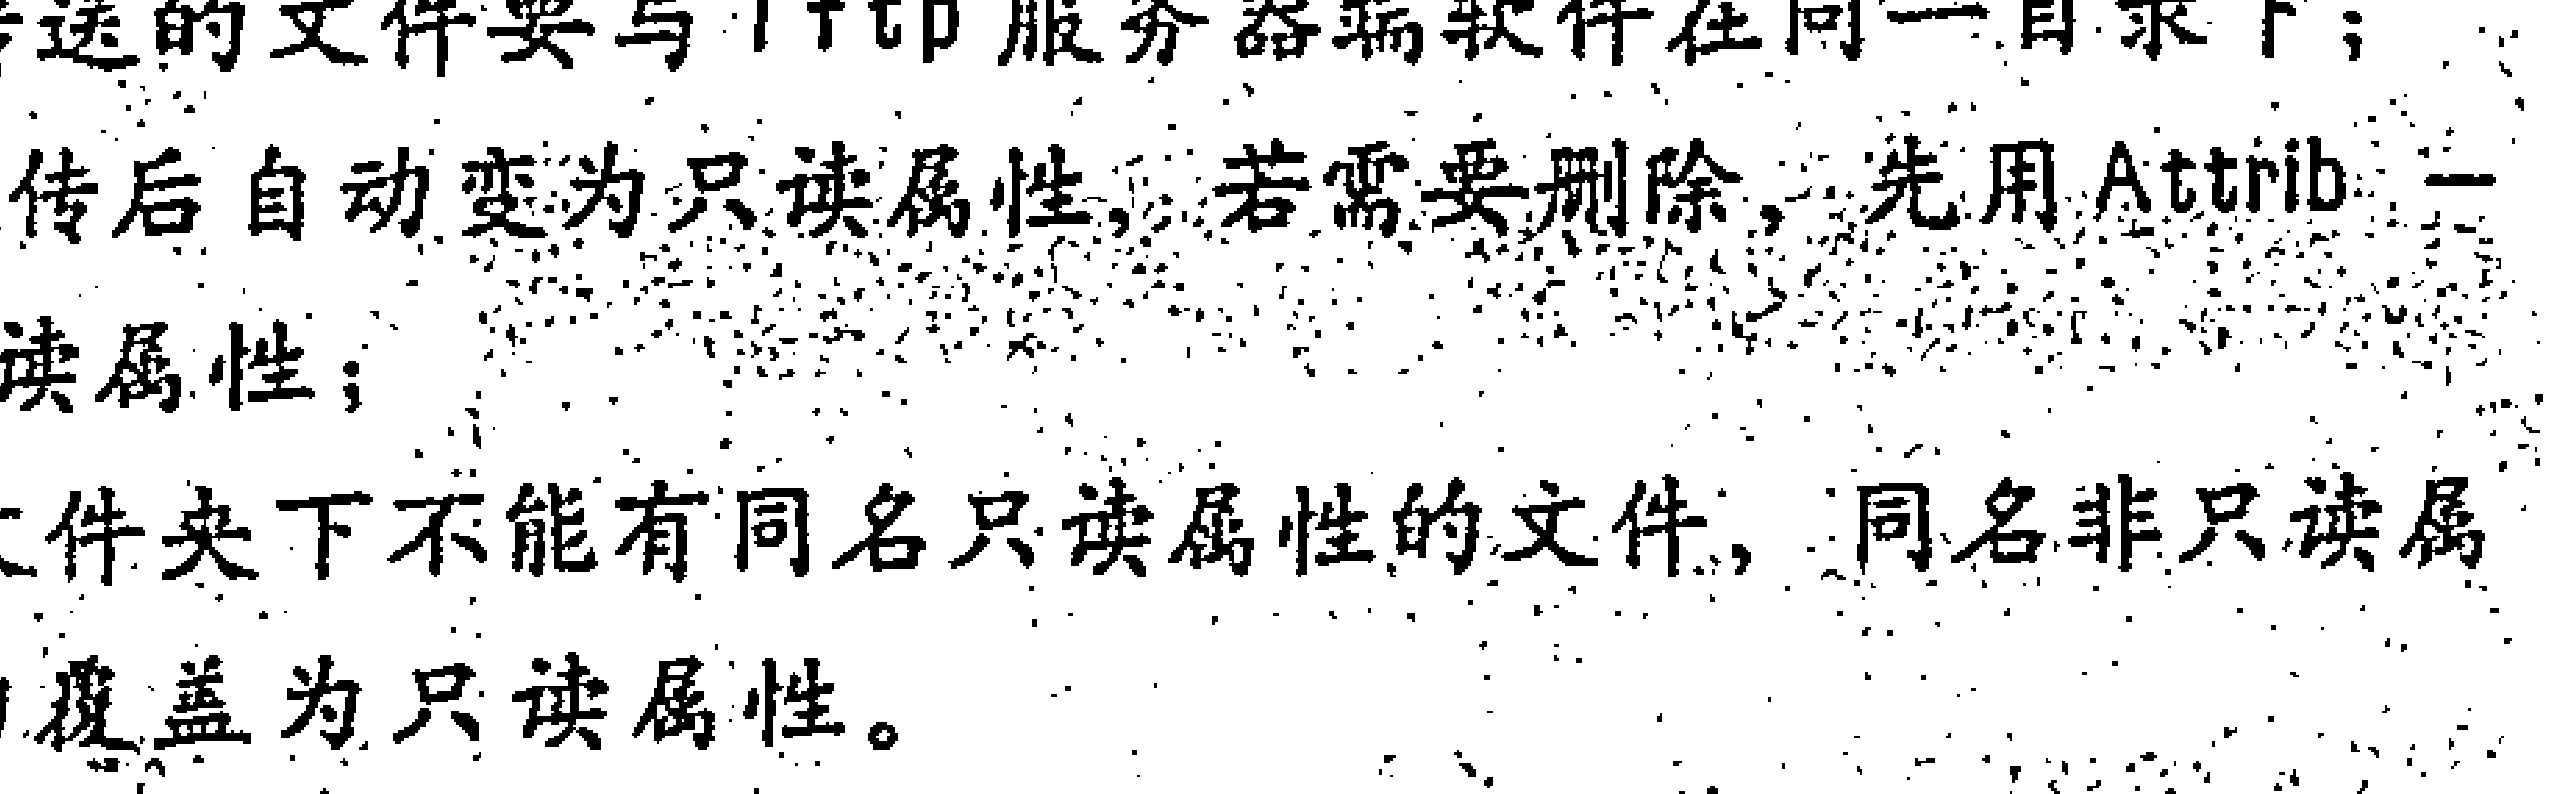 送的文件要与Tftp服务器端软件在同一目录下；
传后自动变为只读属性，若需要删除，先用Attrib －
读属性；
件夹下不能有同名只读属性的文件，同名非只读属
覆盖为只读属性。